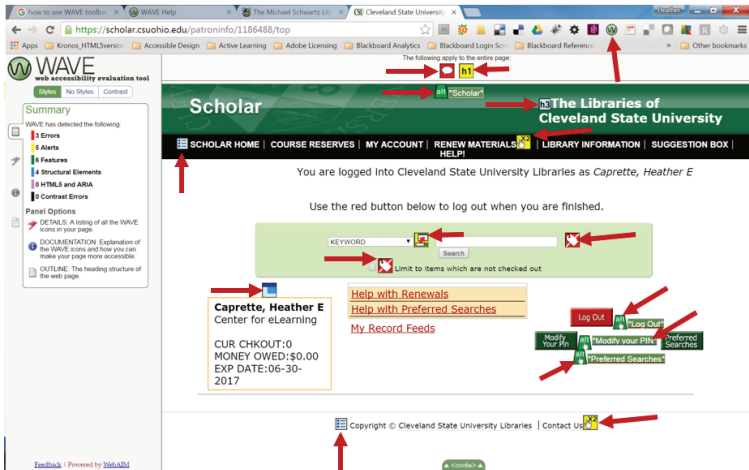 how to use WAVE toolbar
WAVE Help
The Michael Schwartz Lib
Cleveland State University
Heather
https://scholar.csuohio.edu/patroninfo/1186488/top
Apps
Kronos_HTML5version
Accessible Design
Active Learning
Adobe Licensing
Blackboard Analytics
Blackboard Login Scr
Blackboard Reference
»
Other bookmarks
WAVE
web accessibility evaluation tool
Styles
No Styles
Contrast
Summary
WAVE has detected the following:
3 Errors
5 Alerts
6 Features
4 Structural Elements
0 HTML5 and ARIA
0 Contrast Errors
Panel Options
DETAILS: A listing of all the WAVE
icons in your page.
DOCUMENTATION: Explanation of
the WAVE icons and how you can
make your page more accessible.
OUTLINE: The heading structure of
the web page.
Feedback | Powered by WebAIM
The following apply to the entire page:
h1
alt *Scholar*
Scholar
h3 The Libraries of
Cleveland State University
SCHOLAR HOME | COURSE RESERVES | MY ACCOUNT | RENEW MATERIALS | LIBRARY INFORMATION | SUGGESTION BOX |
HELP!
You are logged into Cleveland State University Libraries as Caprette, Heather E
Use the red button below to log out when you are finished.
KEYWORD
Search
Limit to items which are not checked out
Caprette, Heather E
Center for eLearning
CUR CHKOUT:0
MONEY OWED:$0.00
EXP DATE:06-30-
2017
Help with Renewals
Help with Preferred Searches
My Record Feeds
Log Out
alt *Log Out*
Modify
Your Pin
alt *Modify your PIN*
Preferred
Searches
alt *Preferred Searches*
Copyright © Cleveland State University Libraries | Contact Us
<code>